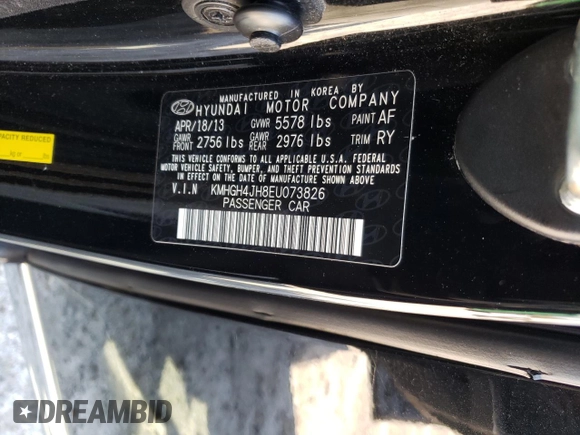 MANUFACTURED IN KOREA BY
HYUNDAI MOTOR COMPANY
APR/18/13 GVWR 5578 lbs PAINT AF
GAWR FRONT 2756 lbs GAWR REAR 2976 lbs TRIM RY
THIS VEHICLE CONFORMS TO ALL APPLICABLE U.S.A. FEDERAL
MOTOR VEHICLE SAFETY, BUMPER, AND THEFT PREVENTION STANDARDS
IN EFFECT ON THE DATE OF MANUFACTURE SHOWN ABOVE.
V.I.N KMHGH4JH8EU073826
PASSENGER CAR
CAPACITY REDUCED
DREAMBID